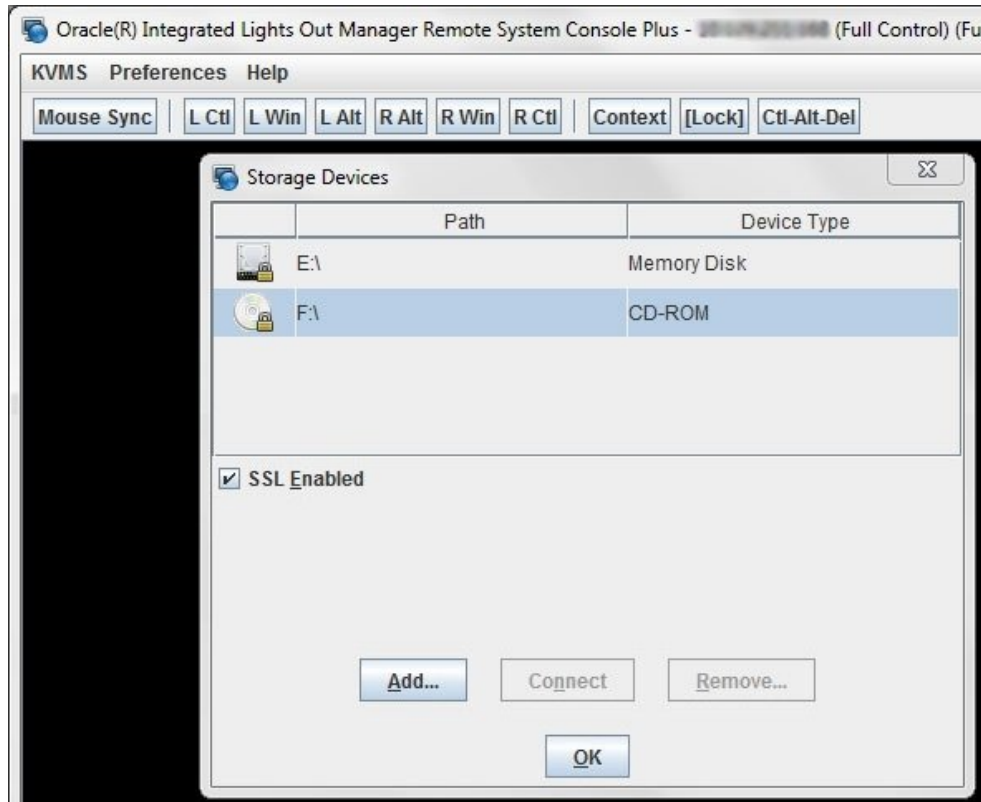 Oracle(R) Integrated Lights Out Manager Remote System Console Plus - (Full Control) (Fu
KVMS Preferences Help
Mouse Sync L Ctl L Win L Alt R Alt R Win R Ctl Context [Lock] Ctl-Alt-Del
Storage Devices
Path Device Type
E:\ Memory Disk
F:\ CD-ROM
SSL Enabled
Add... Connect Remove...
OK